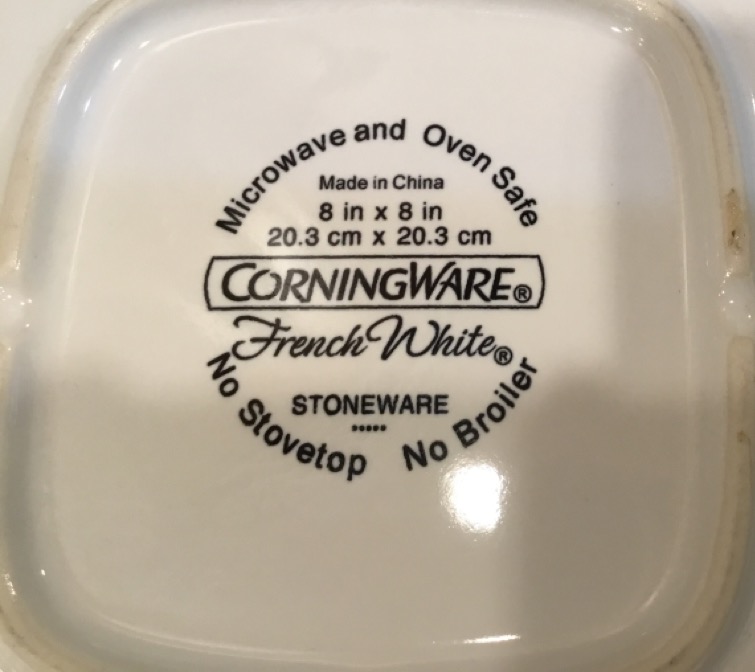 Microwave and Oven Safe
Made in China
8 in x 8 in
20.3 cm x 20.3 cm
CORNINGWARE®
French White®
STONEWARE
No Stovetop No Broiler